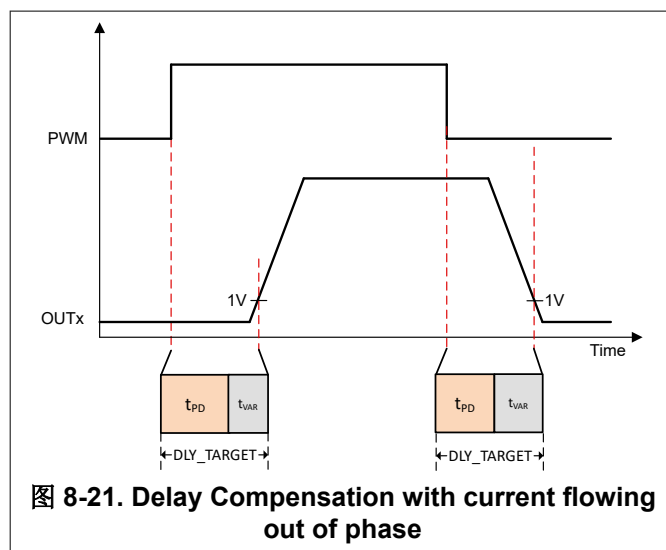 PWM
1V
1V
OUTx
Time
tPD tVAR tPD tVAR
DLY_TARGET DLY_TARGET
图 8-21. Delay Compensation with current flowing
out of phase